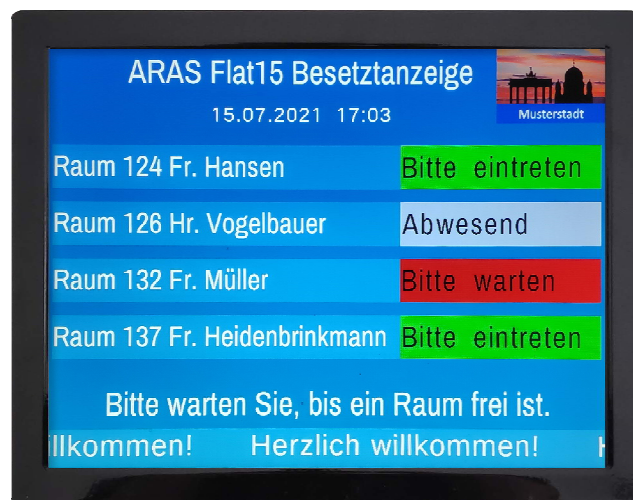 ARAS Flat15 Besetztanzeige
15.07.2021 17:03
Musterstadt
Raum 124 Fr. Hansen Bitte eintreten
Raum 126 Hr. Vogelbauer Abwesend
Raum 132 Fr. Müller Bitte warten
Raum 137 Fr. Heidenbrinkmann Bitte eintreten
Bitte warten Sie, bis ein Raum frei ist.
illkommen! Herzlich willkommen! H